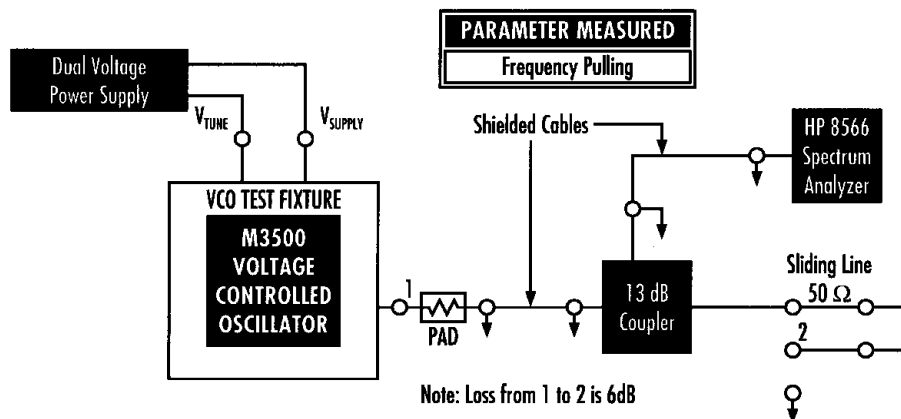 PARAMETER MEASURED
Frequency Pulling
Dual Voltage
Power Supply
V_TUNE
V_SUPPLY
Shielded Cables
HP 8566
Spectrum
Analyzer
VCO TEST FIXTURE
M3500
VOLTAGE
CONTROLLED
OSCILLATOR
1
PAD
13 dB
Coupler
Sliding Line
50 Ω
2
Note: Loss from 1 to 2 is 6dB